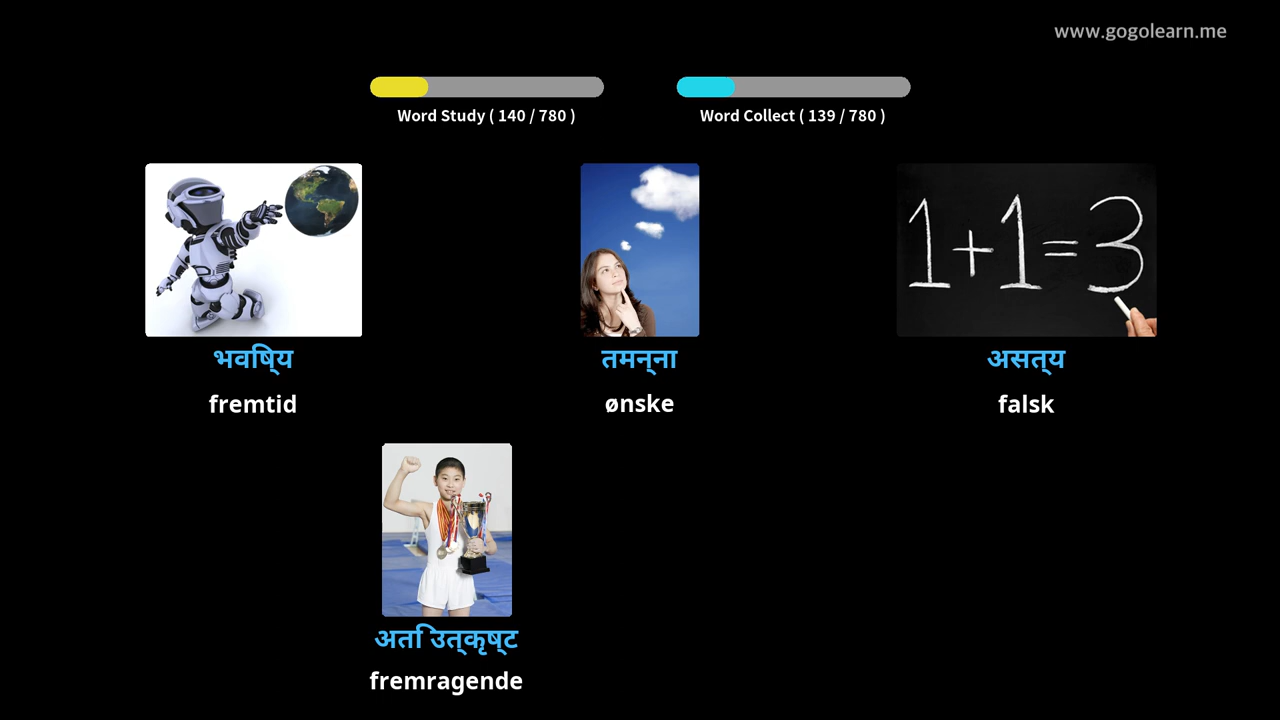 www.gogolearn.me
Word Study ( 140 / 780 )
Word Collect ( 139 / 780 )
1+1=3
भविष्य
तमन्ना
असत्य
fremtid
ønske
falsk
अति उत्कृष्ट
fremragende